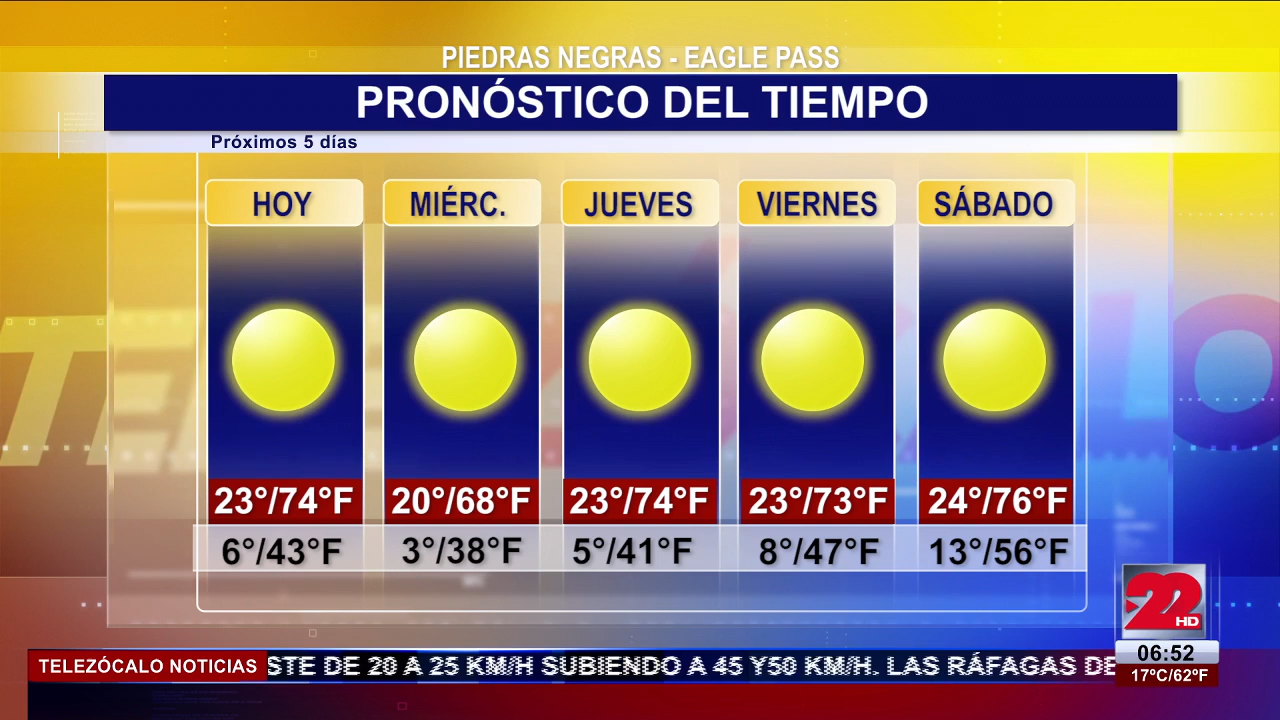 PIEDRAS NEGRAS - EAGLE PASS
PRONÓSTICO DEL TIEMPO
Próximos 5 días
HOY MIÉRC. JUEVES VIERNES SÁBADO
23°/74°F 20°/68°F 23°/74°F 23°/73°F 24°/76°F
6°/43°F 3°/38°F 5°/41°F 8°/47°F 13°/56°F
22 HD
06:52
TELEZÓCALO NOTICIAS STE DE 20 A 25 KM/H SUBIENDO A 45 Y50 KM/H. LAS RÁFAGAS DE
17°C/62°F